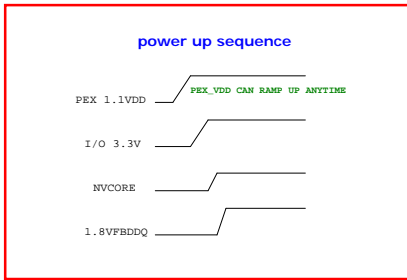 power up sequence
PEX 1.1VDD
PEX_VDD CAN RAMP UP ANYTIME
I/O 3.3V
NVCORE
1.8VFBDDQ